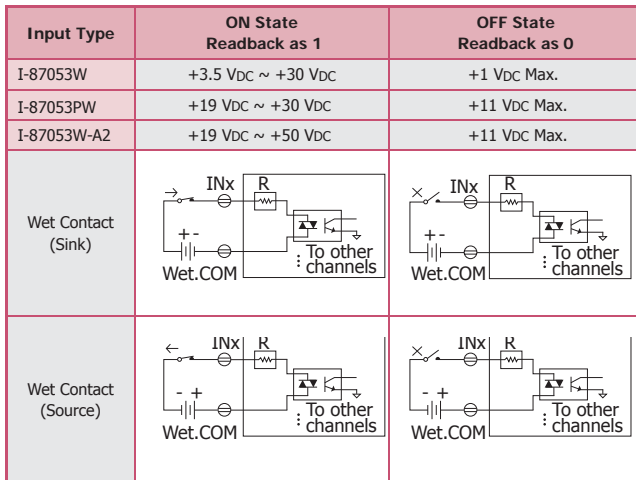 Input Type
ON State
Readback as 1
OFF State
Readback as 0
I-87053W
+3.5 VDC ~ +30 VDC
+1 VDC Max.
I-87053PW
+19 VDC ~ +30 VDC
+11 VDC Max.
I-87053W-A2
+19 VDC ~ +50 VDC
+11 VDC Max.
Wet Contact
(Sink)
INx R
+ -
To other
Wet.COM channels
INx R
+ -
To other
Wet.COM channels
Wet Contact
(Source)
INx R
- +
To other
Wet.COM channels
INx R
- +
To other
Wet.COM channels